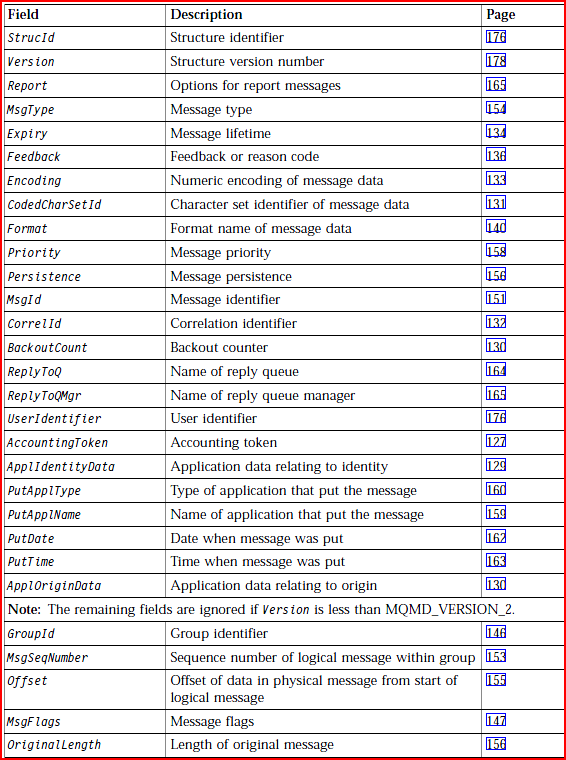 Field Description Page
StrucId Structure identifier 176
Version Structure version number 178
Report Options for report messages 165
MsgType Message type 154
Expiry Message lifetime 134
Feedback Feedback or reason code 136
Encoding Numeric encoding of message data 133
CodedCharSetId Character set identifier of message data 131
Format Format name of message data 140
Priority Message priority 158
Persistence Message persistence 156
MsgId Message identifier 151
CorrelId Correlation identifier 132
BackoutCount Backout counter 130
ReplyToQ Name of reply queue 164
ReplyToQMgr Name of reply queue manager 165
UserIdentifier User identifier 176
AccountingToken Accounting token 127
ApplIdentityData Application data relating to identity 129
PutApplType Type of application that put the message 160
PutApplName Name of application that put the message 159
PutDate Date when message was put 162
PutTime Time when message was put 163
ApplOriginData Application data relating to origin 130
Note: The remaining fields are ignored if Version is less than MQMD_VERSION_2.
GroupId Group identifier 146
MsgSeqNumber Sequence number of logical message within group 153
Offset Offset of data in physical message from start of 155
logical message
MsgFlags Message flags 147
OriginalLength Length of original message 156